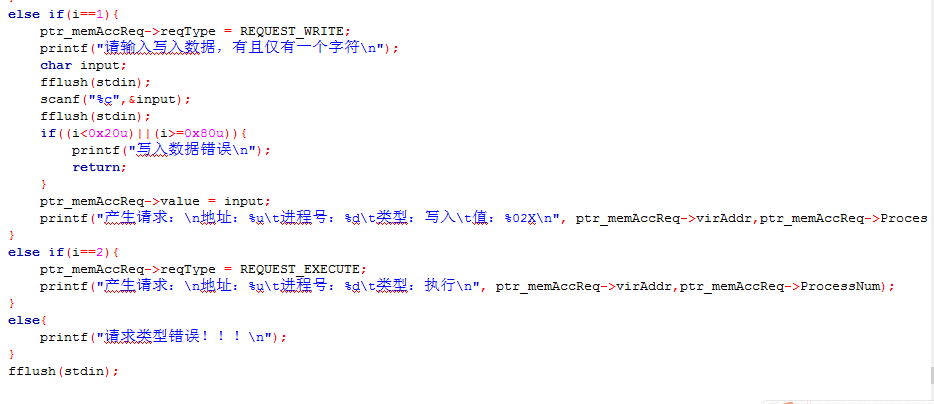 else if(i==1){
ptr_memAccReq->reqType = REQUEST_WRITE;
printf("请输入写入数据，有且仅有一个字符\n");
char input;
fflush(stdin);
scanf("%c",&input);
fflush(stdin);
if((i<0x20u)||(i>=0x80u)){
printf("写入数据错误\n");
return;
}
ptr_memAccReq->value = input;
printf("产生请求：\n地址：%u\t进程号：%d\t类型：写入\t值：%02X\n", ptr_memAccReq->virAddr,ptr_memAccReq->Proces
}
else if(i==2){
ptr_memAccReq->reqType = REQUEST_EXECUTE;
printf("产生请求：\n地址：%u\t进程号：%d\t类型：执行\n", ptr_memAccReq->virAddr,ptr_memAccReq->ProcessNum);
}
else{
printf("请求类型错误！！！\n");
}
fflush(stdin);